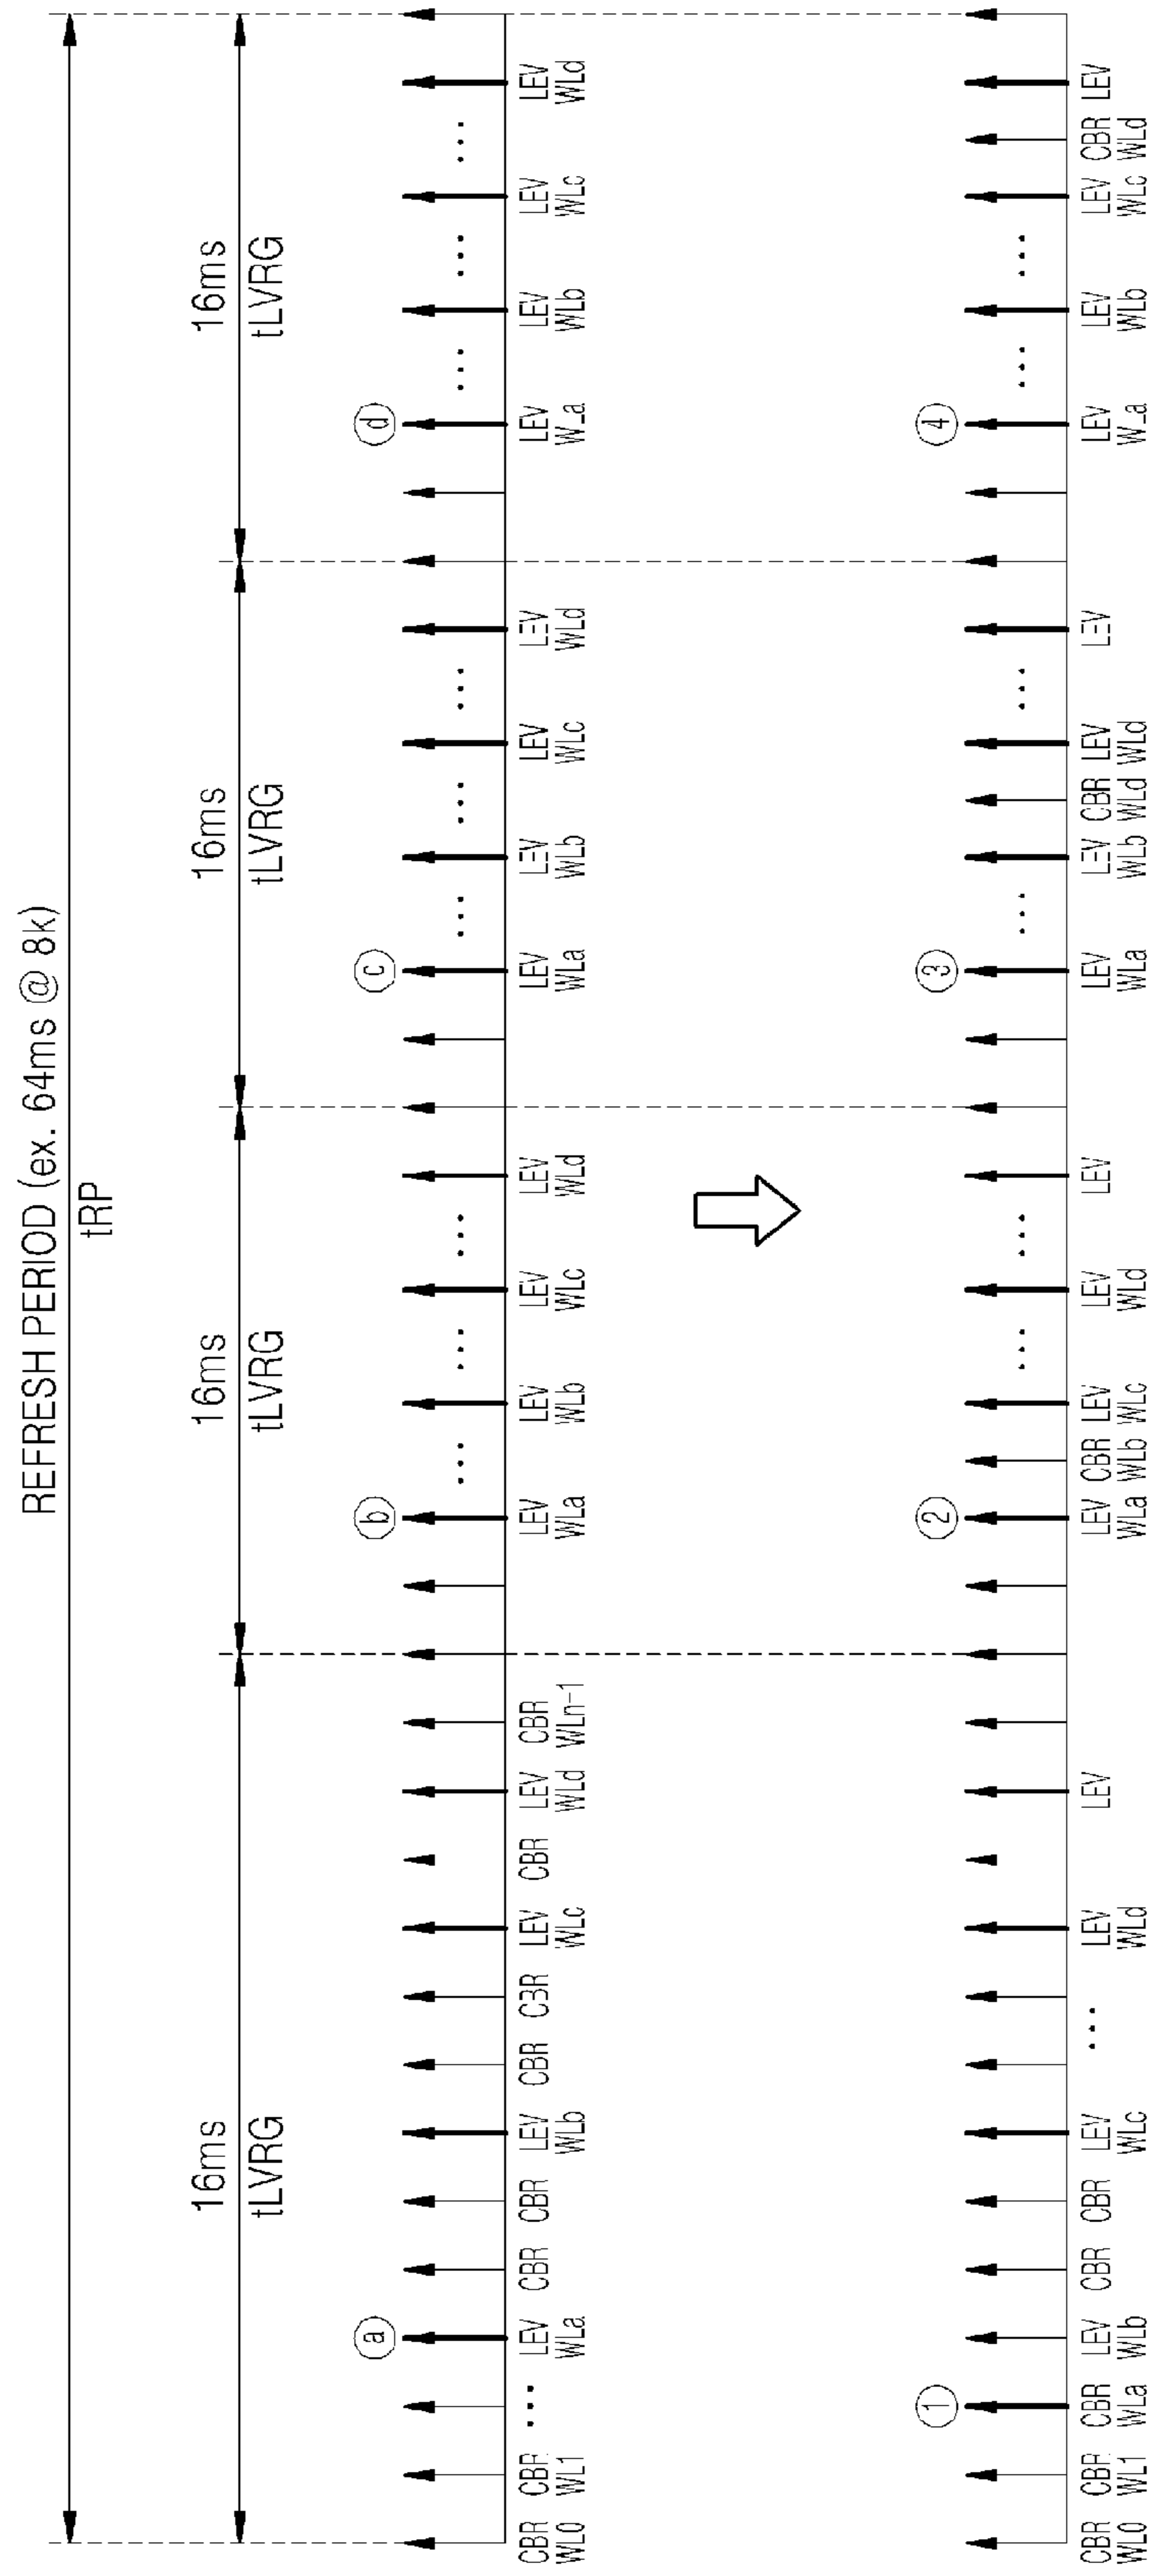 REFRESH PERIOD (ex. 64ms @ 8k)
tRP
16ms 16ms 16ms 16ms
tLVRG tLVRG tLVRG tLVRG
ⓐ ⓑ ⓒ ⓓ
... ... ... ... ... ... ... ... ...
CBR CBR ... LEV CBR CBR LEV CBR CBR LEV CBR LEV CBR LEV LEV LEV LEV LEV LEV LEV LEV LEV LEV LEV LEV
WL0 WL1 WLa WLb WLc WLd WLn-1 WLa WLb WLc WLd WLa WLb WLc WLd WLa WLb WLc WLd
① ② ③ ④
... ... ... ... ... ...
CBR CBR CBR LEV CBR CBR LEV ... LEV LEV LEV CBR LEV LEV LEV LEV LEV CBR LEV LEV LEV LEV LEV CBR LEV
WL0 WL1 WLa WLb WLc WLd WLa WLb WLc WLd WLa WLb WLd WLd WLa WLb WLc WLd